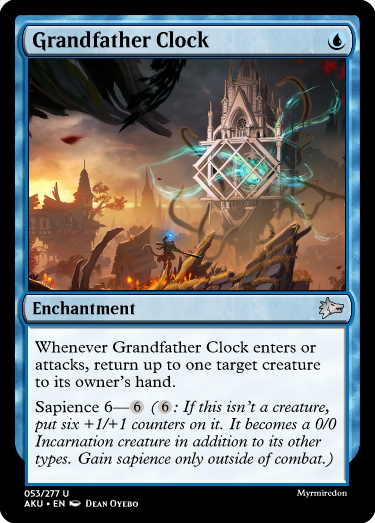 Grandfather Clock
Enchantment
Whenever Grandfather Clock enters or
attacks, return up to one target creature
to its owner's hand.
Sapience 6—6 (6: If this isn't a creature,
put six +1/+1 counters on it. It becomes a 0/0
Incarnation creature in addition to its other
types. Gain sapience only outside of combat.)
053/277 U
Myrmiredon
AKU • EN DEAN OYEBO